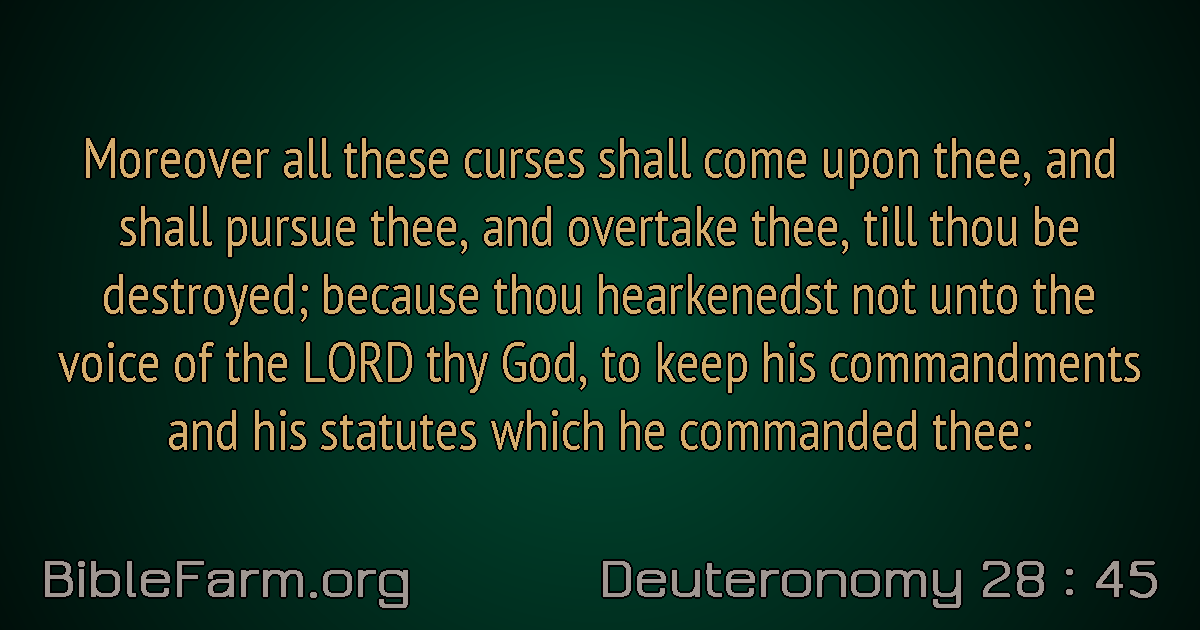 Moreover all these curses shall come upon thee, and
shall pursue thee, and overtake thee, till thou be
destroyed; because thou hearkenedst not unto the
voice of the LORD thy God, to keep his commandments
and his statutes which he commanded thee:
BibleFarm.org
Deuteronomy 28 : 45